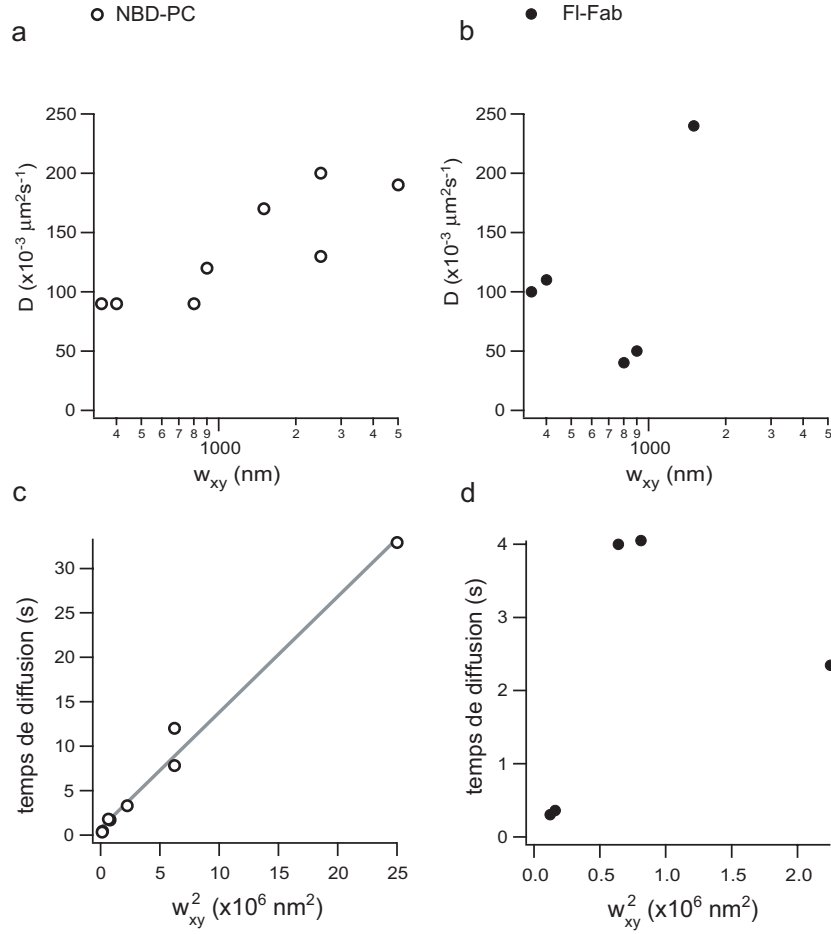 a
NBD-PC
b
Fl-Fab
D (x10⁻³ µm²s⁻¹)
250
200
150
100
50
0
4 5 6 7 8 9 1000 2 3 4 5
w_xy (nm)
D (x10⁻³ µm²s⁻¹)
250
200
150
100
50
0
4 5 6 7 8 9 1000 2 3 4 5
w_xy (nm)
c
temps de diffusion (s)
30
25
20
15
10
5
0
0 5 10 15 20 25
w²_xy (x10⁶ nm²)
d
temps de diffusion (s)
4
3
2
1
0
0.0 0.5 1.0 1.5 2.0
w²_xy (x10⁶ nm²)